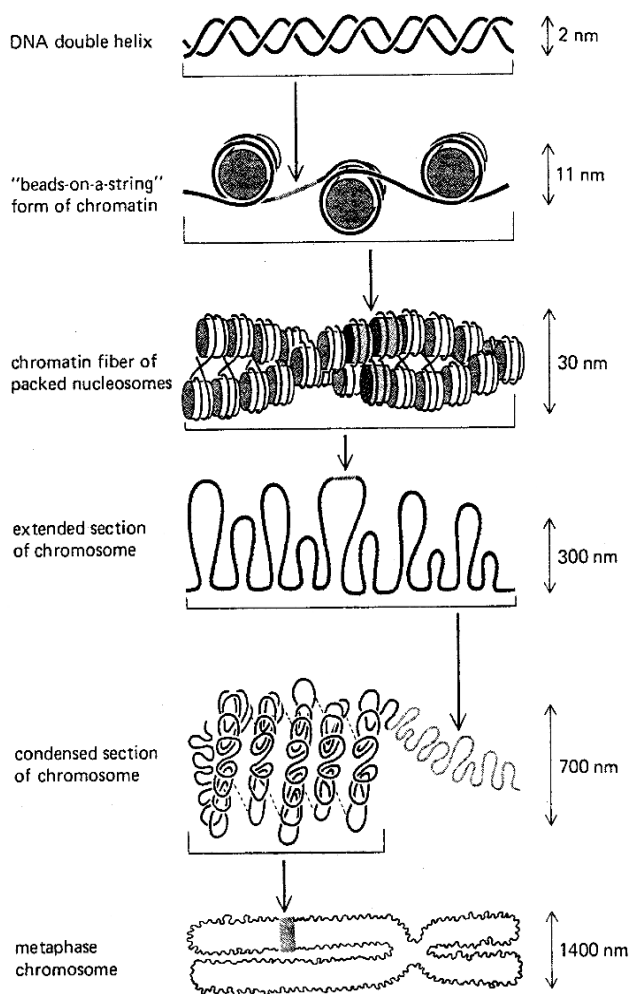 DNA double helix
2 nm
"beads-on-a-string"
form of chromatin
11 nm
chromatin fiber of
packed nucleosomes
30 nm
extended section
of chromosome
300 nm
condensed section
of chromosome
700 nm
metaphase
chromosome
1400 nm